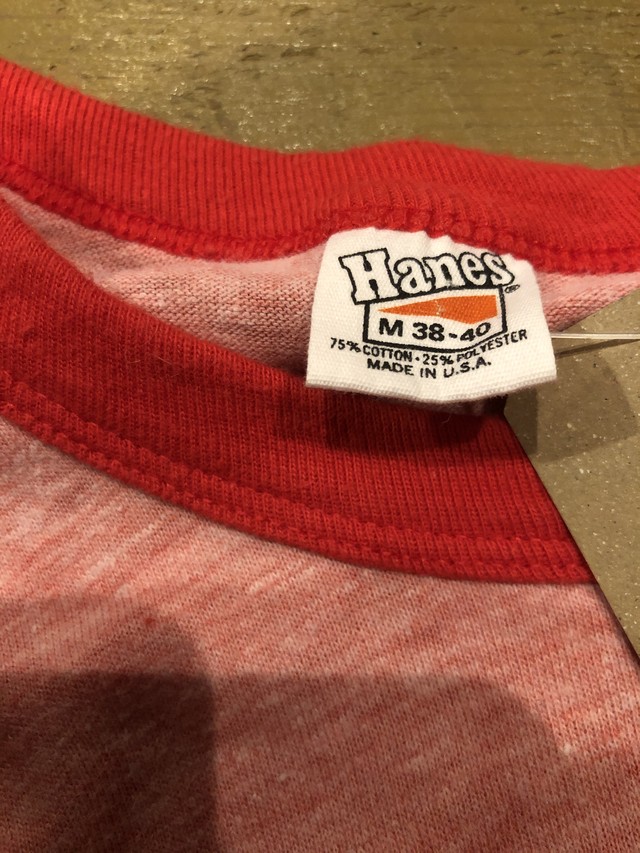 Hanes®
M 38-40
75% COTTON • 25% POLYESTER
MADE IN U.S.A.